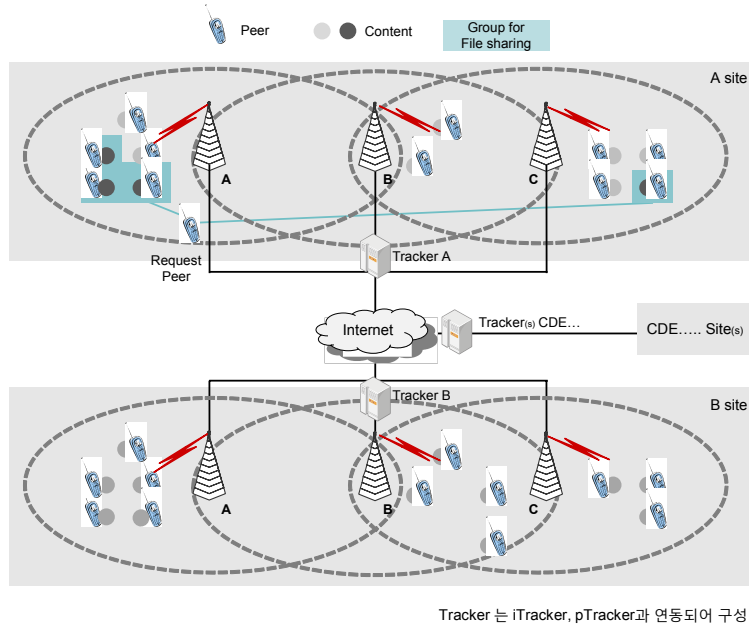 Peer
Content
Group for
File sharing
A site
A
B
C
Request
Peer
Tracker A
Internet
Tracker(s) CDE...
CDE..... Site(s)
Tracker B
B site
A
B
C
Tracker 는 iTracker, pTracker과 연동되어 구성